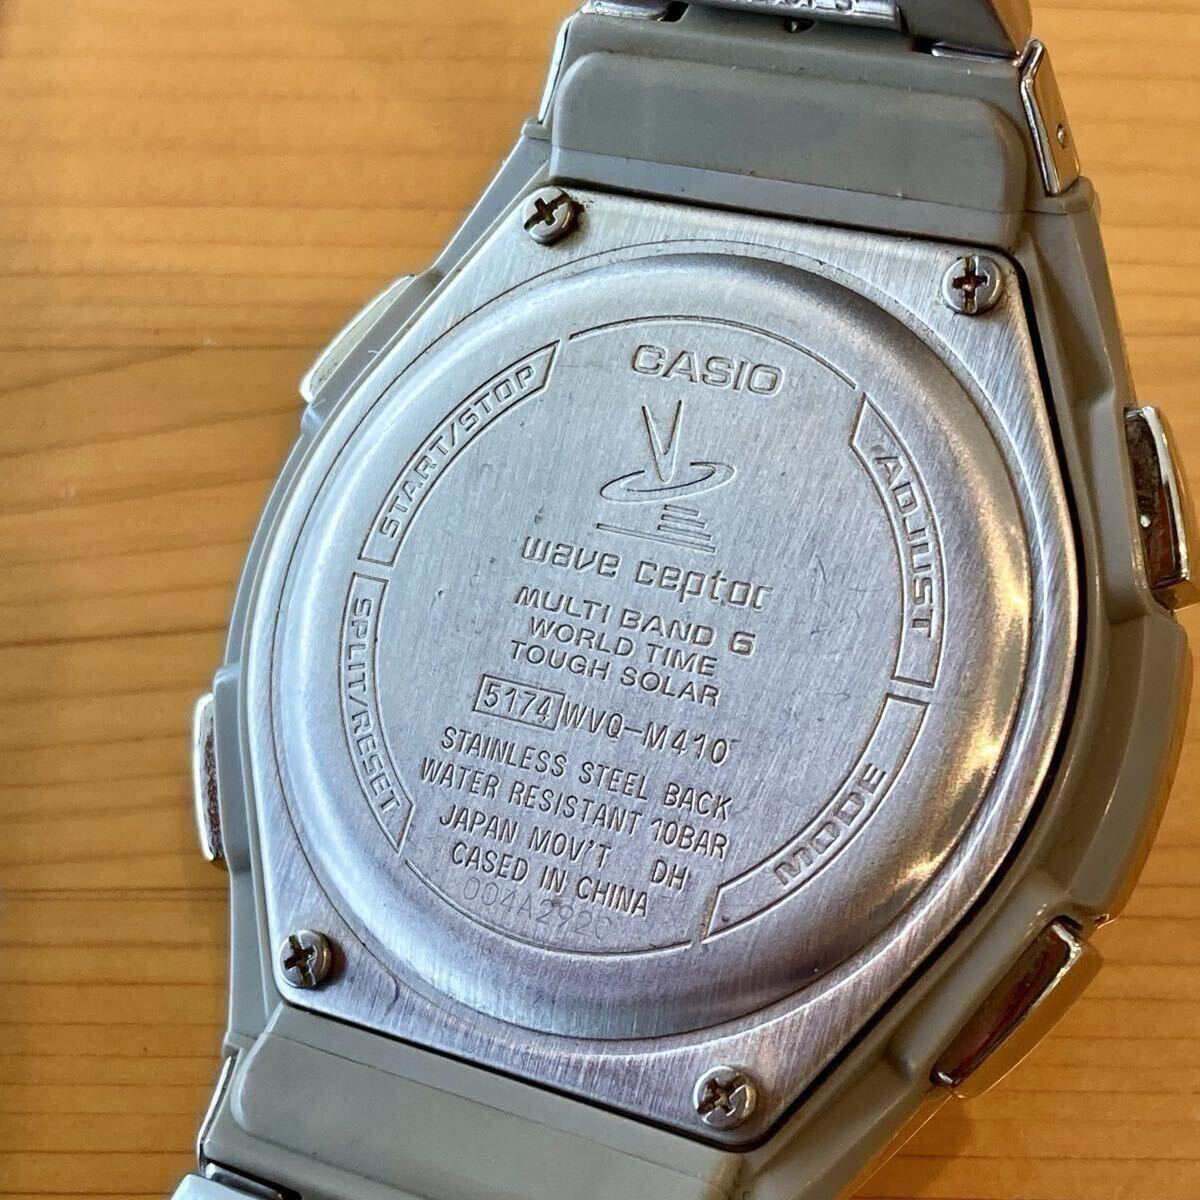 CASIO
START/STOP
ADJUST
wave ceptor
MULTI BAND 6
WORLD TIME
TOUGH SOLAR
5174 WVQ-M410
SPLIT/RESET
MODE
STAINLESS STEEL BACK
WATER RESISTANT 10BAR
JAPAN MOV'T DH
CASED IN CHINA